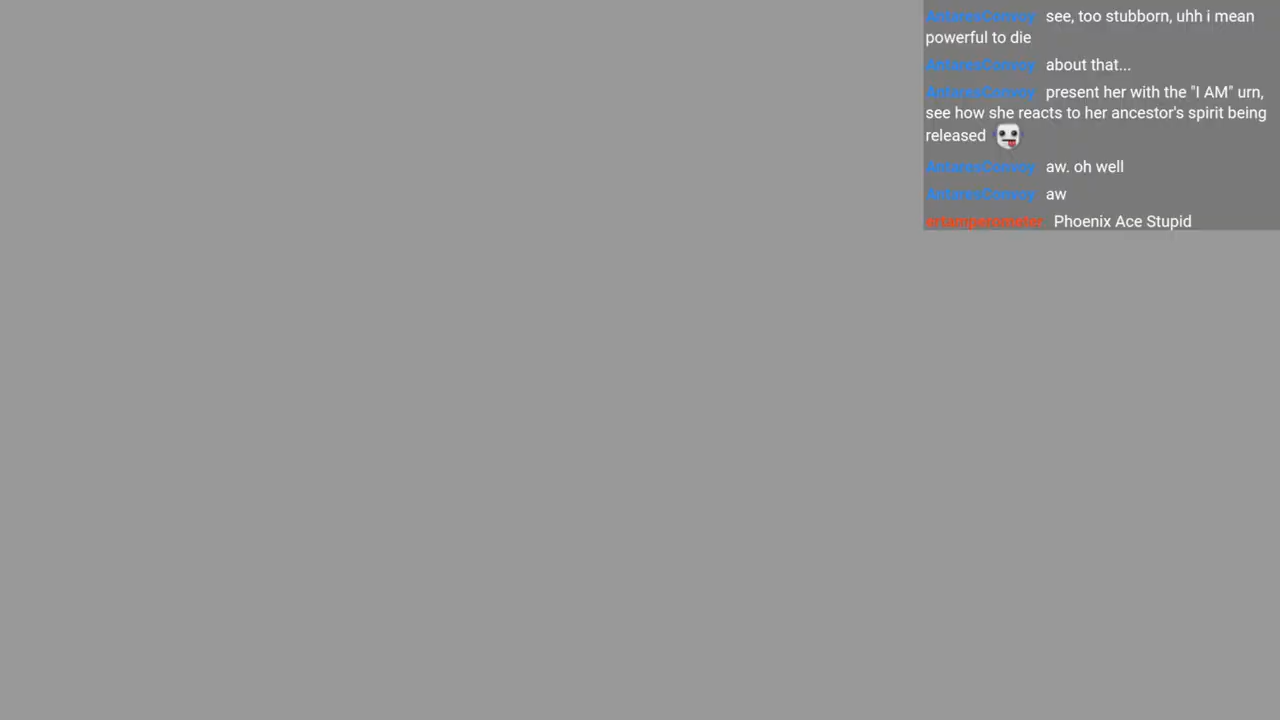 AntaresConvoy see, too stubborn, uhh i mean
powerful to die
AntaresConvoy about that...
AntaresConvoy present her with the "I AM" urn,
see how she reacts to her ancestor's spirit being
released
AntaresConvoy aw. oh well
AntaresConvoy aw
Phoenix Ace Stupid